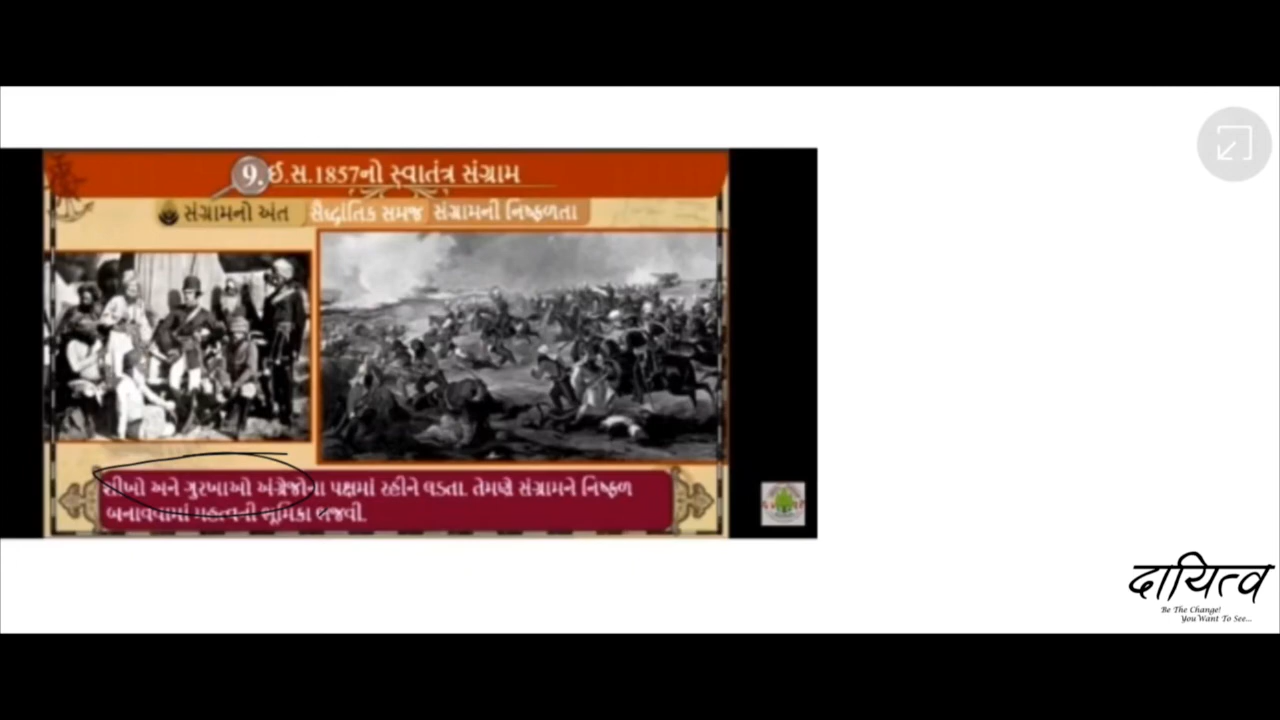 9. ઈ.સ.1857નો સ્વાતંત્ર સંગ્રામ
સંગ્રામનો અંત સૈદ્ધાંતિક સમજ સંગ્રામની નિષ્ફળતા
શીખો અને ગુરખાઓ અંગ્રેજોના પક્ષમાં રહીને લડતા. તેમણે સંગ્રામને નિષ્ફળ
બનાવવામાં મહત્વની ભૂમિકા ભજવી.
दायित्व
Be The Change!
You Want To See...